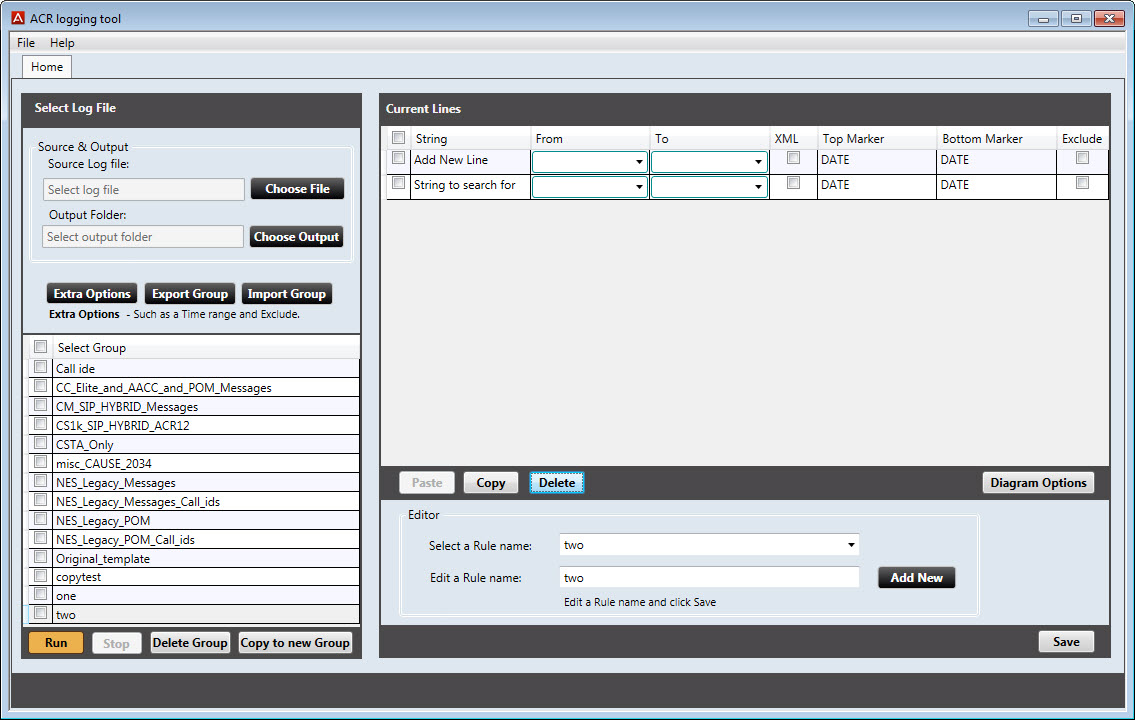 ACR logging tool
File Help
Home
Select Log File
Source & Output
Source Log file:
Select log file
Choose File
Output Folder:
Select output folder
Choose Output
Extra Options
Export Group
Import Group
Extra Options - Such as a Time range and Exclude.
Select Group
Call ide
CC_Elite_and_AACC_and_POM_Messages
CM_SIP_HYBRID_Messages
CS1k_SIP_HYBRID_ACR12
CSTA_Only
misc_CAUSE_2034
NES_Legacy_Messages
NES_Legacy_Messages_Call_ids
NES_Legacy_POM
NES_Legacy_POM_Call_ids
Original_template
copytest
one
two
Run
Stop
Delete Group
Copy to new Group
Current Lines
String From To XML Top Marker Bottom Marker Exclude
Add New Line DATE DATE
String to search for DATE DATE
Paste
Copy
Delete
Diagram Options
Editor
Select a Rule name: two
Edit a Rule name: two
Add New
Edit a Rule name and click Save
Save